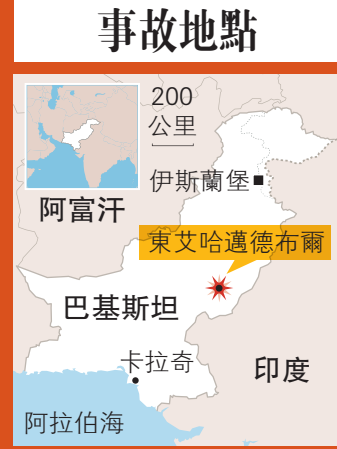 事故地點
200
公里
伊斯蘭堡
阿富汗
東艾哈邁德布爾
巴基斯坦
卡拉奇
印度
阿拉伯海